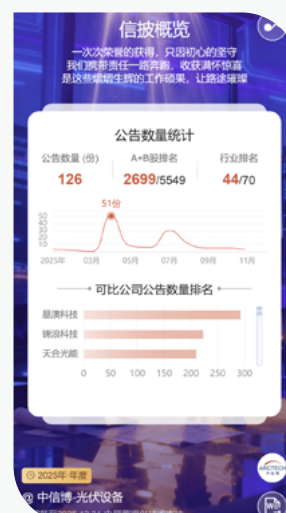 信披概览
一次次荣誉的获得，只因初心的坚守
我们携带责任一路奔跑，收获满怀惊喜
是这些熠熠生辉的工作硕果，让路途璀璨
公告数量统计
公告数量 (份) A+B股排名 行业排名
126 2699/5549 44/70
51份
50
40
30
20
10
2025年 03月 05月 07月 09月 11月
可比公司公告数量排名
晶澳科技
锦浪科技
天合光能
0 50 100 150 200 250 300
ARCTECH
2025年·年度
@ 中信博-光伏设备